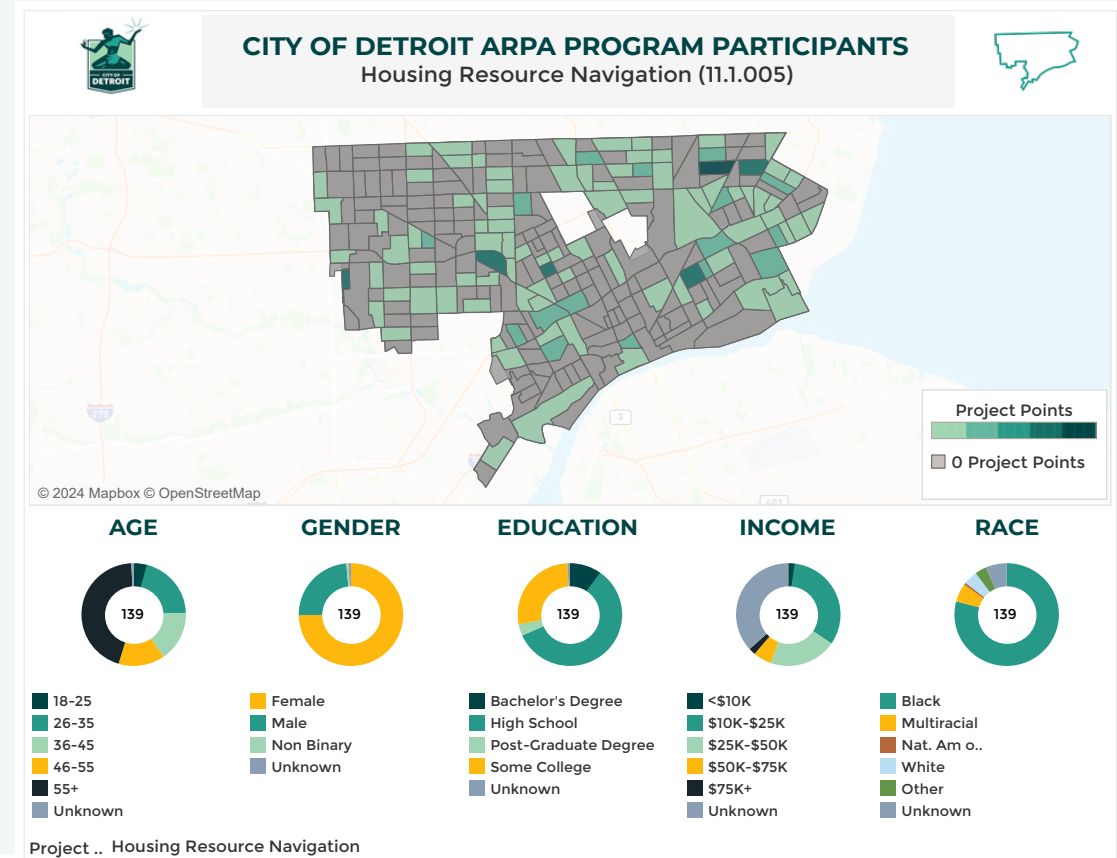 CITY OF DETROIT ARPA PROGRAM PARTICIPANTS
Housing Resource Navigation (11.1.005)
CITY OF
DETROIT
275
3
401
Project Points
0 Project Points
© 2024 Mapbox © OpenStreetMap
AGE
GENDER
EDUCATION
INCOME
RACE
139
139
139
139
139
18-25
26-35
36-45
46-55
55+
Unknown
Female
Male
Non Binary
Unknown
Bachelor's Degree
High School
Post-Graduate Degree
Some College
Unknown
<$10K
$10K-$25K
$25K-$50K
$50K-$75K
$75K+
Unknown
Black
Multiracial
Nat. Am o..
White
Other
Unknown
Project .. Housing Resource Navigation